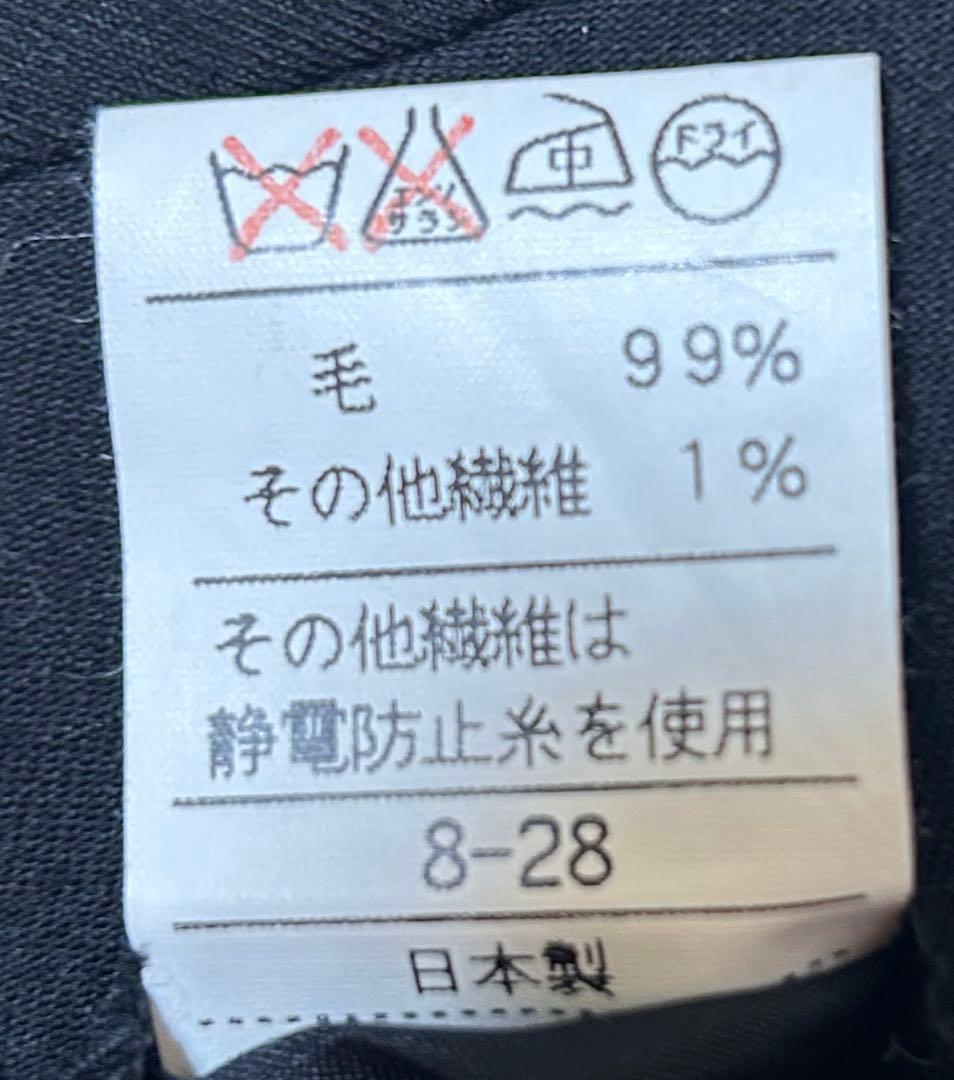 エンソ
サラシ
中
ドライ
毛 99%
その他繊維 1%
その他繊維は
静電防止糸を使用
8-28
日本製